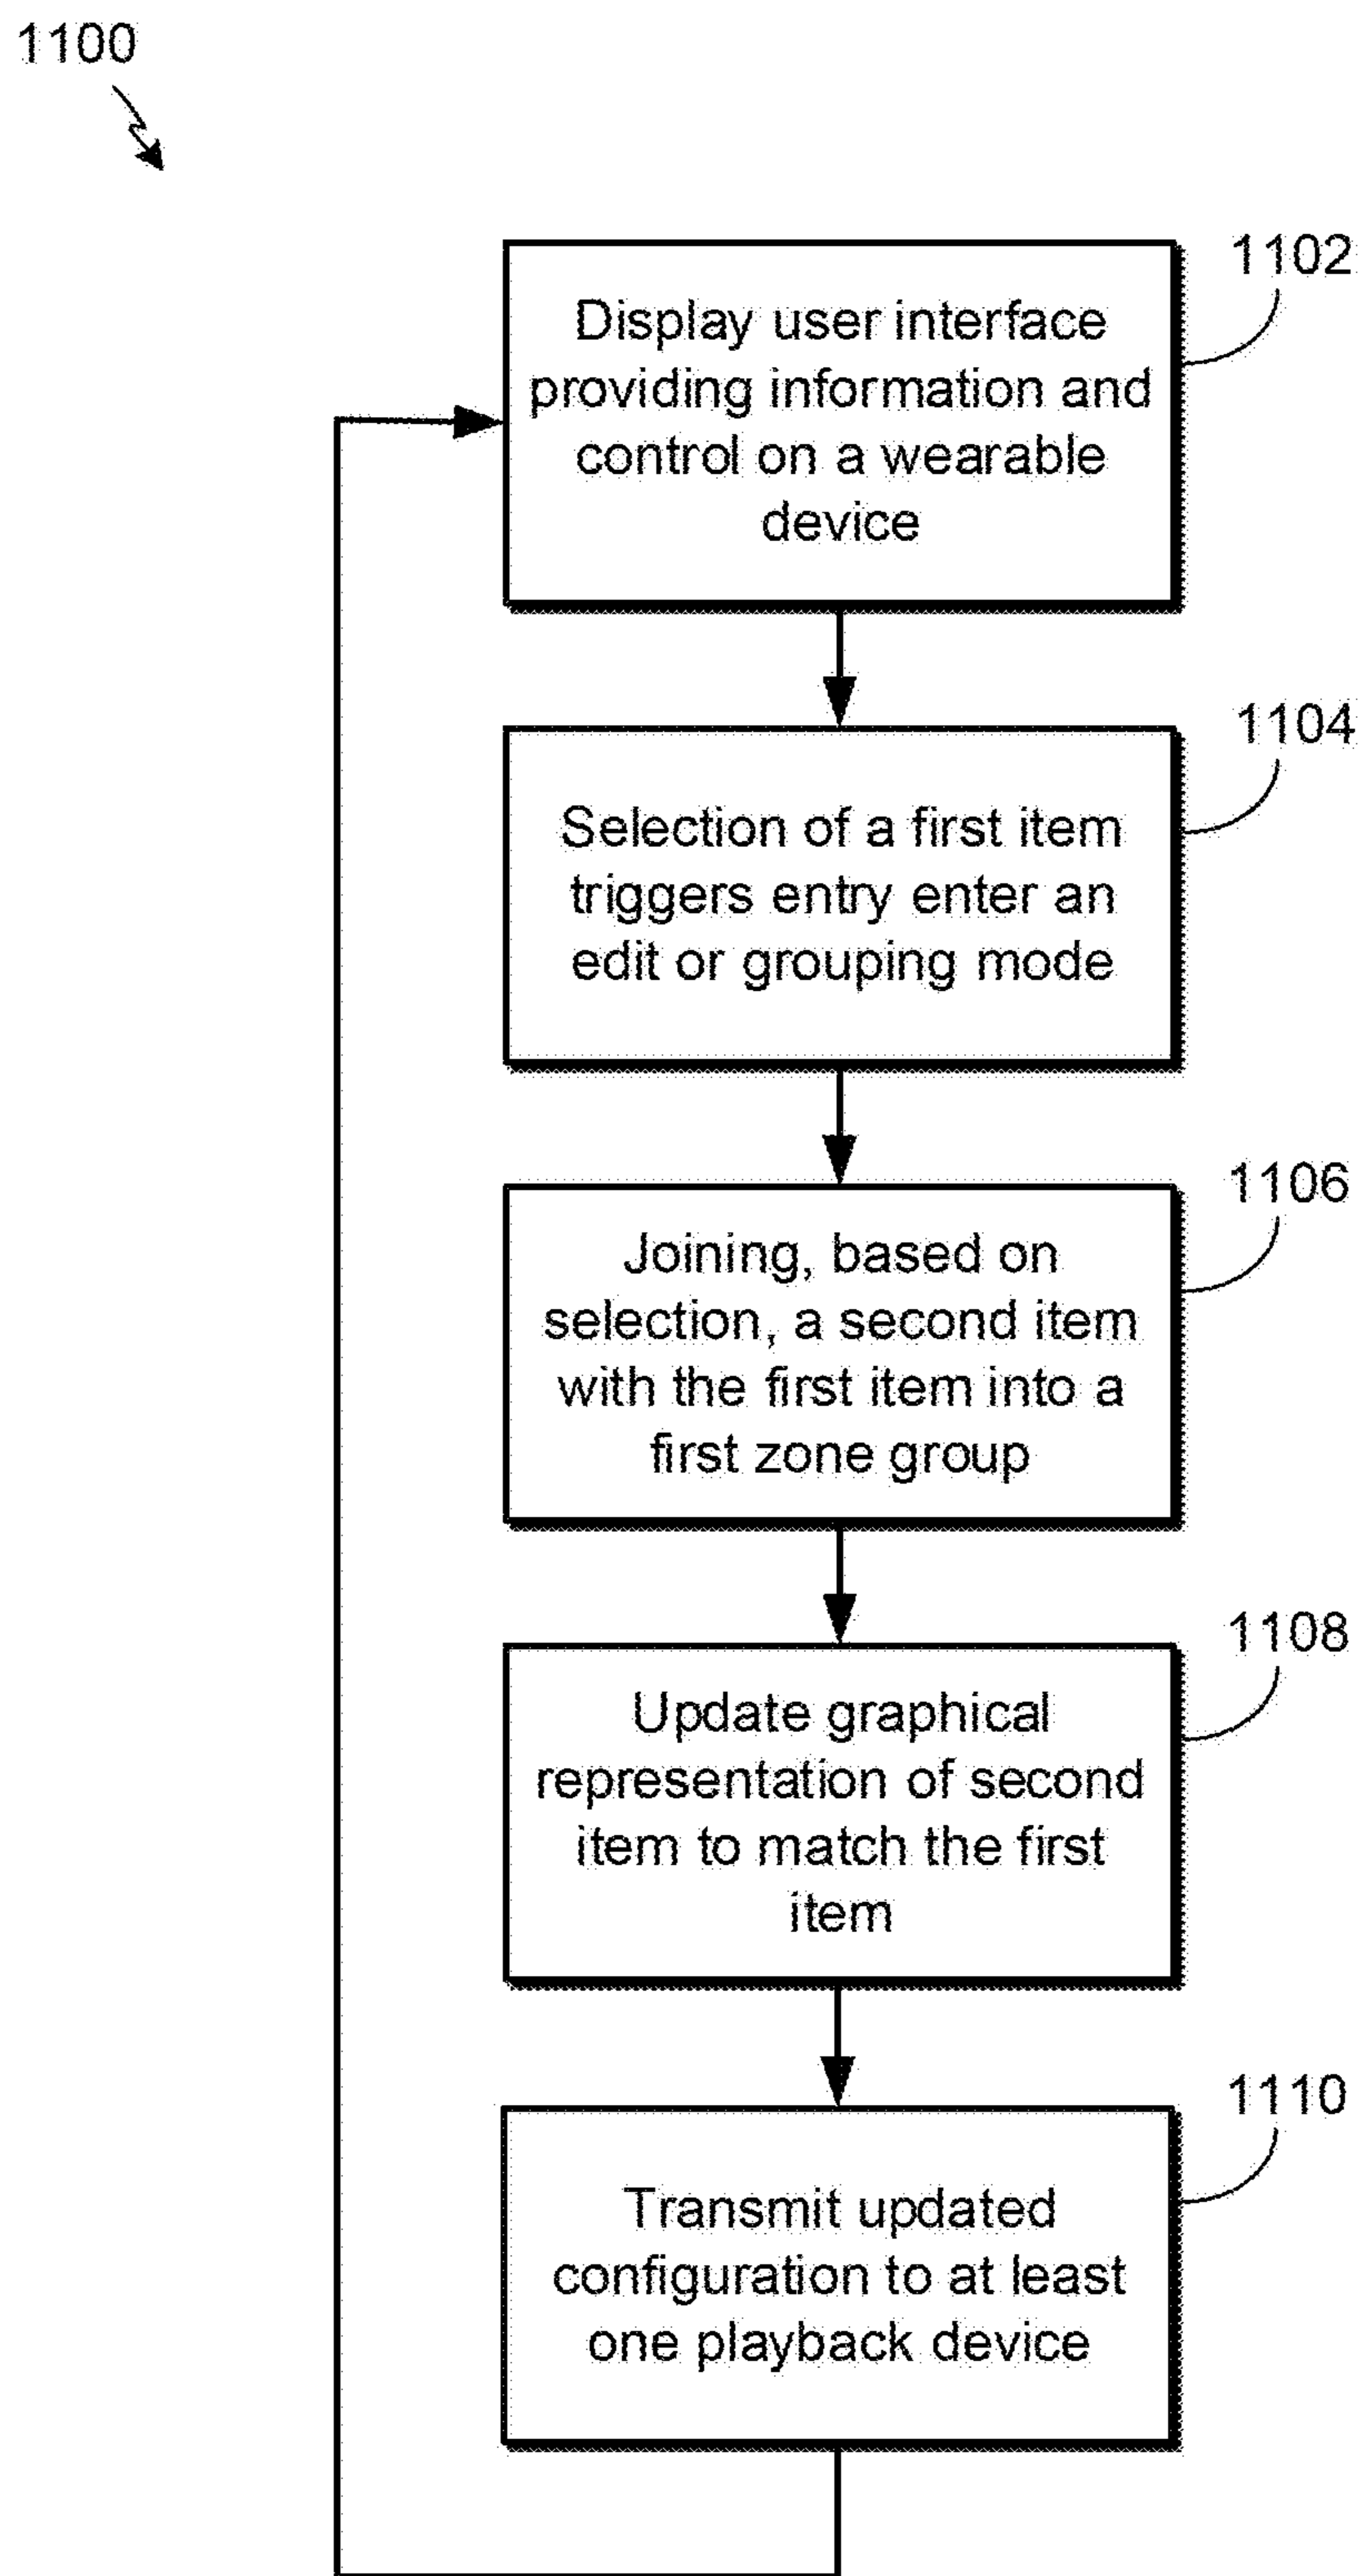 1100
1102
Display user interface
providing information and
control on a wearable
device
1104
Selection of a first item
triggers entry enter an
edit or grouping mode
1106
Joining, based on
selection, a second item
with the first item into a
first zone group
1108
Update graphical
representation of second
item to match the first
item
1110
Transmit updated
configuration to at least
one playback device